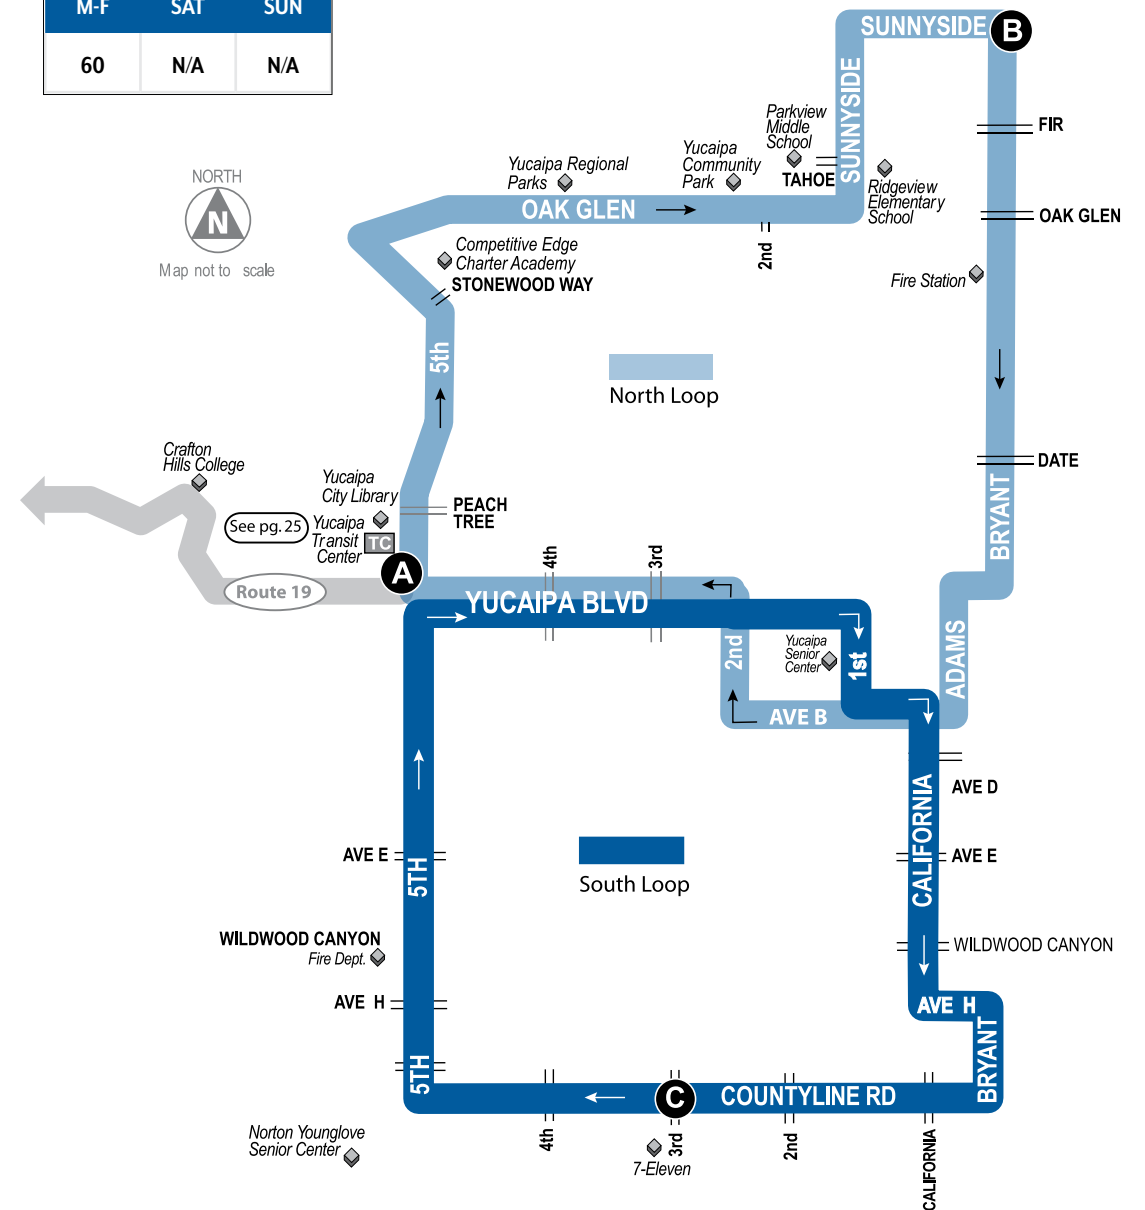 M-F SAT SUN
60 N/A N/A
SUNNYSIDE B
FIR
Parkview
Middle
School
SUNNYSIDE
Yucaipa
Community
Park
TAHOE
Yucaipa Regional
Parks
NORTH
N
Map not to scale
Ridgeview
Elementary
School
OAK GLEN
OAK GLEN
2nd
Competitive Edge
Charter Academy
STONEWOOD WAY
Fire Station
5th
North Loop
Crafton
Hills College
DATE
Yucaipa
City Library
PEACH
TREE
BRYANT
See pg. 25
Yucaipa
Transit
Center
TC
A
4th
3rd
Route 19
YUCAIPA BLVD
2nd
Yucaipa
Senior
Center
1st
ADAMS
AVE B
AVE D
CALIFORNIA
AVE E
5TH
AVE E
South Loop
WILDWOOD CANYON
Fire Dept.
WILDWOOD CANYON
AVE H
AVE H
BRYANT
5TH
C
COUNTYLINE RD
Norton Younglove
Senior Center
4th
3rd
2nd
CALIFORNIA
7-Eleven